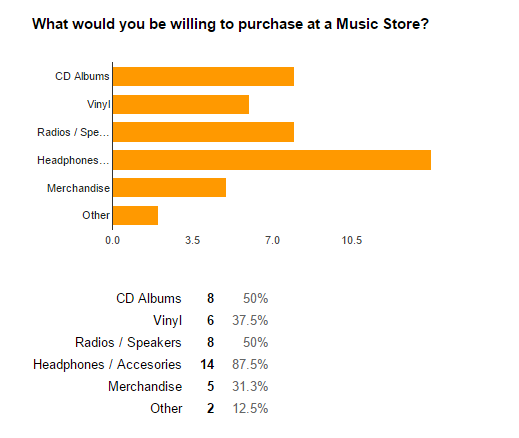 What would you be willing to purchase at a Music Store?
CD Albums
Vinyl
Radios / Spe...
Headphones...
Merchandise
Other
0.0 3.5 7.0 10.5
CD Albums 8 50%
Vinyl 6 37.5%
Radios / Speakers 8 50%
Headphones / Accesories 14 87.5%
Merchandise 5 31.3%
Other 2 12.5%